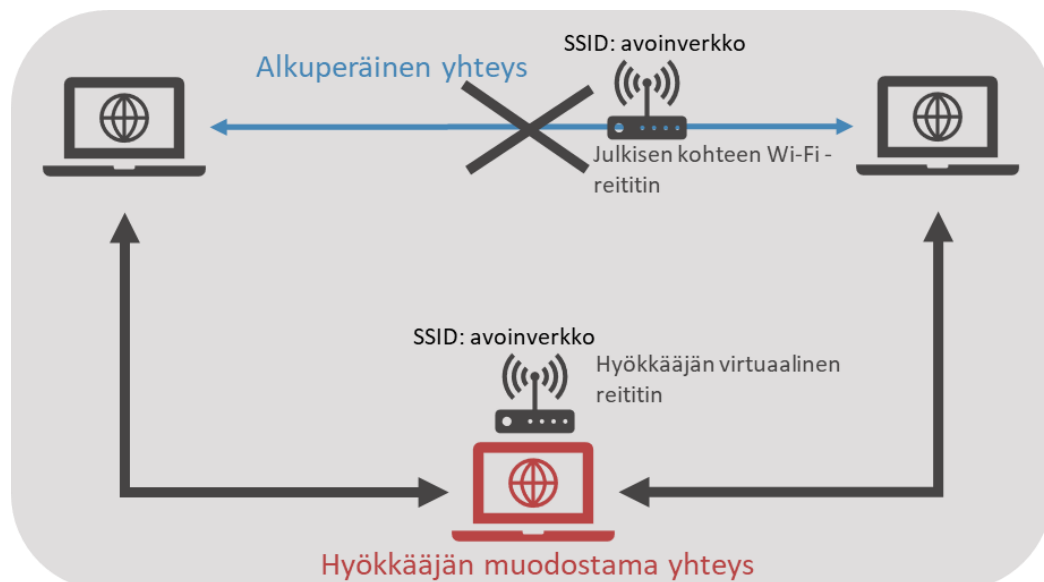 SSID: avoinverkko
Alkuperäinen yhteys
Julkisen kohteen Wi-Fi -
reititin
SSID: avoinverkko
Hyökkääjän virtuaalinen
reititin
Hyökkääjän muodostama yhteys